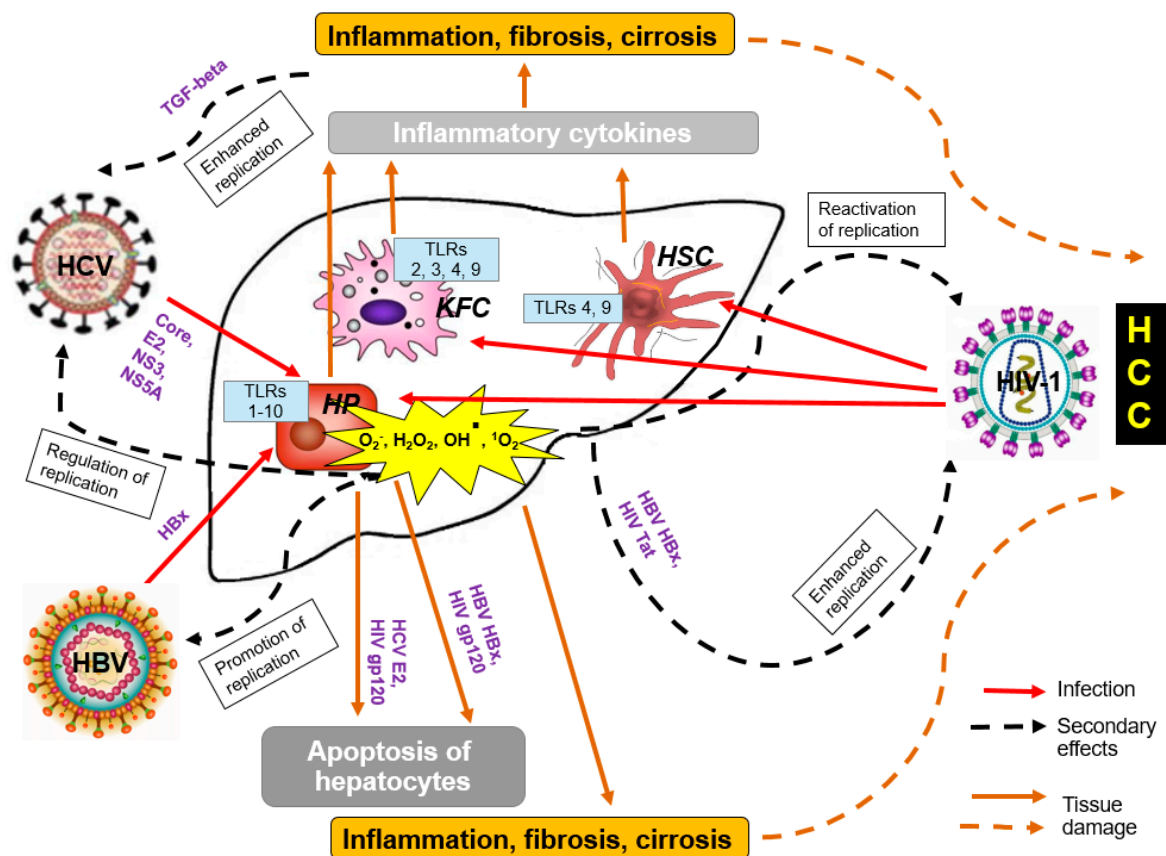 Inflammation, fibrosis, cirrosis
TGF-beta
Enhanced
replication
Inflammatory cytokines
Reactivation
of replication
HCV
TLRs
2, 3, 4, 9
KFC
HSC
TLRs 4, 9
Core,
E2,
NS3,
NS5A
HIV-1
H
C
C
TLRs
1-10
HP
O₂⁻, H₂O₂, OH˙, ¹O₂
Regulation of
replication
HBx
HBV HBx,
HIV Tat
Enhanced
replication
HBV
Promotion of
replication
HCV E2,
HIV gp120
HBV HBx,
HIV gp120
Apoptosis of
hepatocytes
Inflammation, fibrosis, cirrosis
Infection
Secondary
effects
Tissue
damage